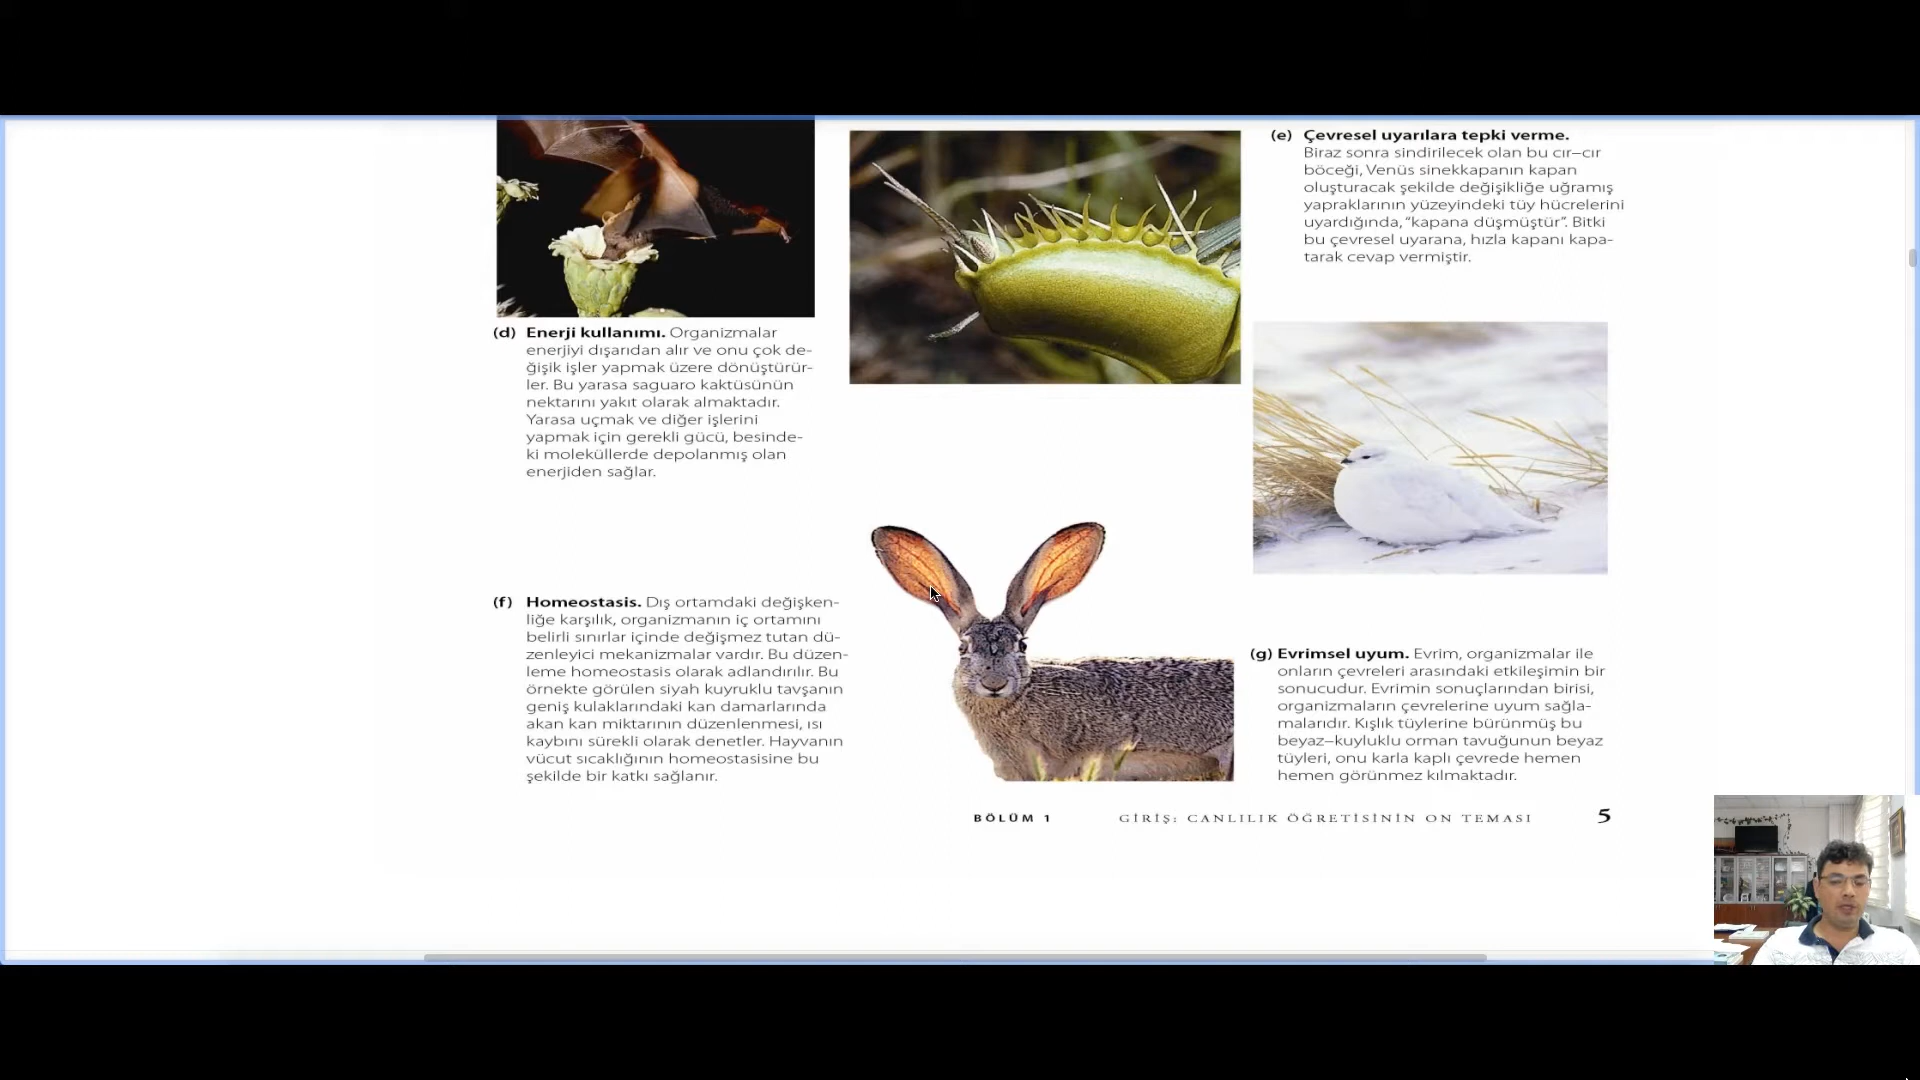 (d) Enerji kullanımı. Organizmalar
enerjiyi dışarıdan alır ve onu çok de-
ğişik işler yapmak üzere dönüştürür-
ler. Bu yarasa saguaro kaktüsünün
nektarını yakıt olarak almaktadır.
Yarasa uçmak ve diğer işlerini
yapmak için gerekli gücü, besinde-
ki moleküllerde depolanmış olan
enerjiden sağlar.
(e) Çevresel uyarılara tepki verme.
Biraz sonra sindirilecek olan bu cır–cır
böceği, Venüs sinekkapanın kapan
oluşturacak şekilde değişikliğe uğramış
yapraklarının yüzeyindeki tüy hücrelerini
uyardığında, “kapana düşmüştür”. Bitki
bu çevresel uyarana, hızla kapanı kapa-
tarak cevap vermiştir.
(f) Homeostasis. Dış ortamdaki değişken-
liğe karşılık, organizmanın iç ortamını
belirli sınırlar içinde değişmez tutan dü-
zenleyici mekanizmalar vardır. Bu düzen-
leme homeostasis olarak adlandırılır. Bu
örnekte görülen siyah kuyruklu tavşanın
geniş kulaklarındaki kan damarlarında
akan kan miktarının düzenlenmesi, ısı
kaybını sürekli olarak denetler. Hayvanın
vücut sıcaklığının homeostasisine bu
şekilde bir katkı sağlanır.
(g) Evrimsel uyum. Evrim, organizmalar ile
onların çevreleri arasındaki etkileşimin bir
sonucudur. Evrimin sonuçlarından birisi,
organizmaların çevrelerine uyum sağla-
malarıdır. Kışlık tüylerine bürünmüş bu
beyaz–kuyluklu orman tavuğunun beyaz
tüyleri, onu karla kaplı çevrede hemen
hemen görünmez kılmaktadır.
BÖLÜM 1 GİRİŞ: CANLILIK ÖĞRETİSİNİN ON TEMASI 5